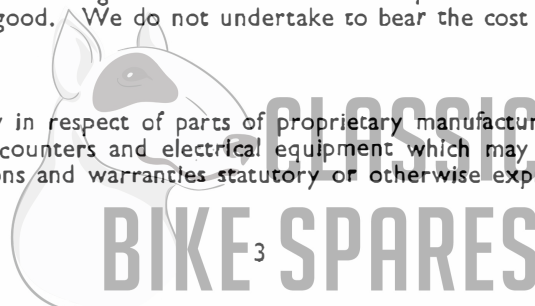 good. We do not undertake to bear the cost
y in respect of parts of proprietary manufactur
counters and electrical equipment which may
ns and warranties statutory or otherwise exp
CLASSIC
BIKE SPARES
3